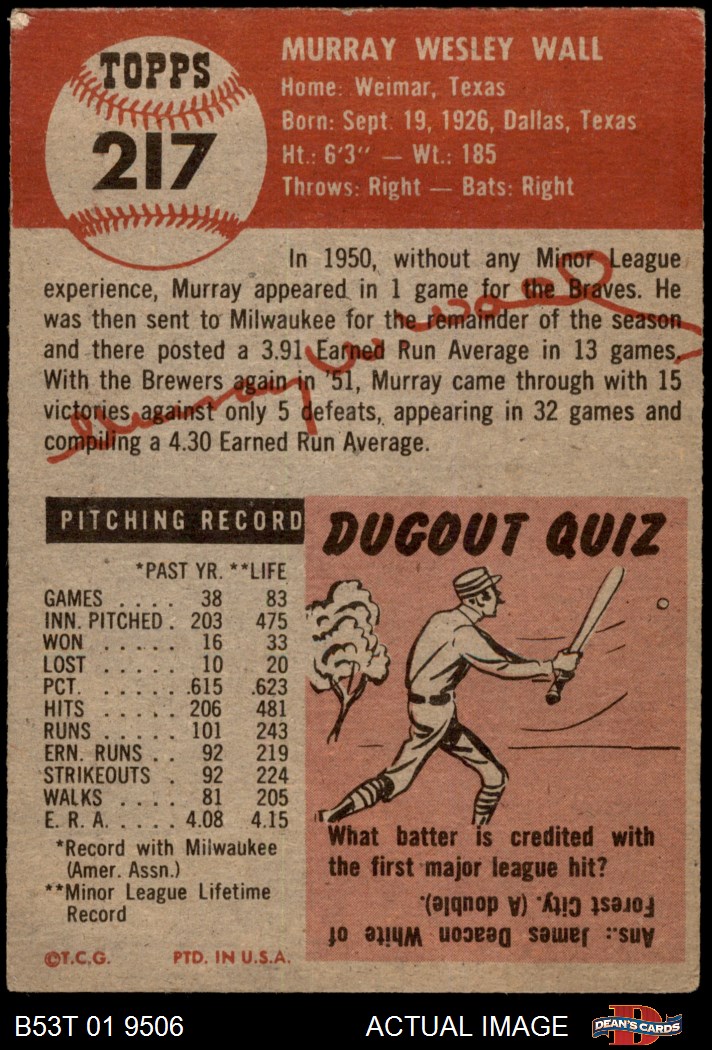 TOPPS
217
MURRAY WESLEY WALL
Home: Weimar, Texas
Born: Sept. 19, 1926, Dallas, Texas
Ht.: 6'3" — Wt.: 185
Throws: Right — Bats: Right
In 1950, without any Minor League
experience, Murray appeared in 1 game for the Braves. He
was then sent to Milwaukee for the remainder of the season
and there posted a 3.91 Earned Run Average in 13 games.
With the Brewers again in '51, Murray came through with 15
victories against only 5 defeats, appearing in 32 games and
compiling a 4.30 Earned Run Average.
Murray W Wall
PITCHING RECORD
*PAST YR. **LIFE
GAMES . . . . 38 83
INN. PITCHED . 203 475
WON . . . . . 16 33
LOST . . . . . 10 20
PCT. . . . . . .615 .623
HITS . . . . . 206 481
RUNS . . . . . 101 243
ERN. RUNS . . 92 219
STRIKEOUTS . 92 224
WALKS . . . . 81 205
E. R. A. . . . . 4.08 4.15
*Record with Milwaukee
(Amer. Assn.)
**Minor League Lifetime
Record
©T.C.G. PTD. IN U.S.A.
DUGOUT QUIZ
What batter is credited with
the first major league hit?
Ans.: James Deacon White of
Forest City. (A double).
B53T 01 9506 ACTUAL IMAGE
D
DEAN'S CARDS